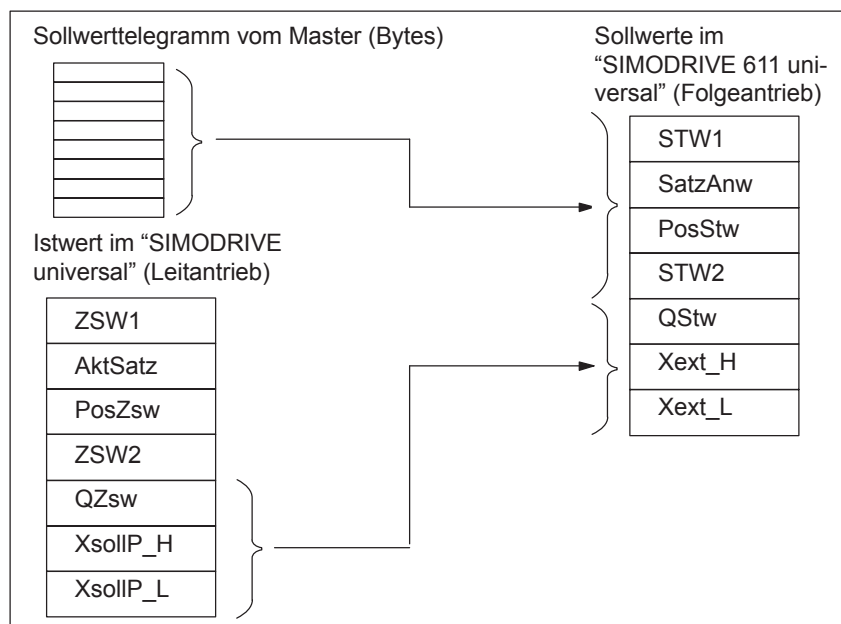 Sollwerttelegramm vom Master (Bytes)
Istwert im “SIMODRIVE
universal” (Leitantrieb)
ZSW1
AktSatz
PosZsw
ZSW2
QZsw
XsollP_H
XsollP_L
Sollwerte im
“SIMODRIVE 611 uni-
versal” (Folgeantrieb)
STW1
SatzAnw
PosStw
STW2
QStw
Xext_H
Xext_L